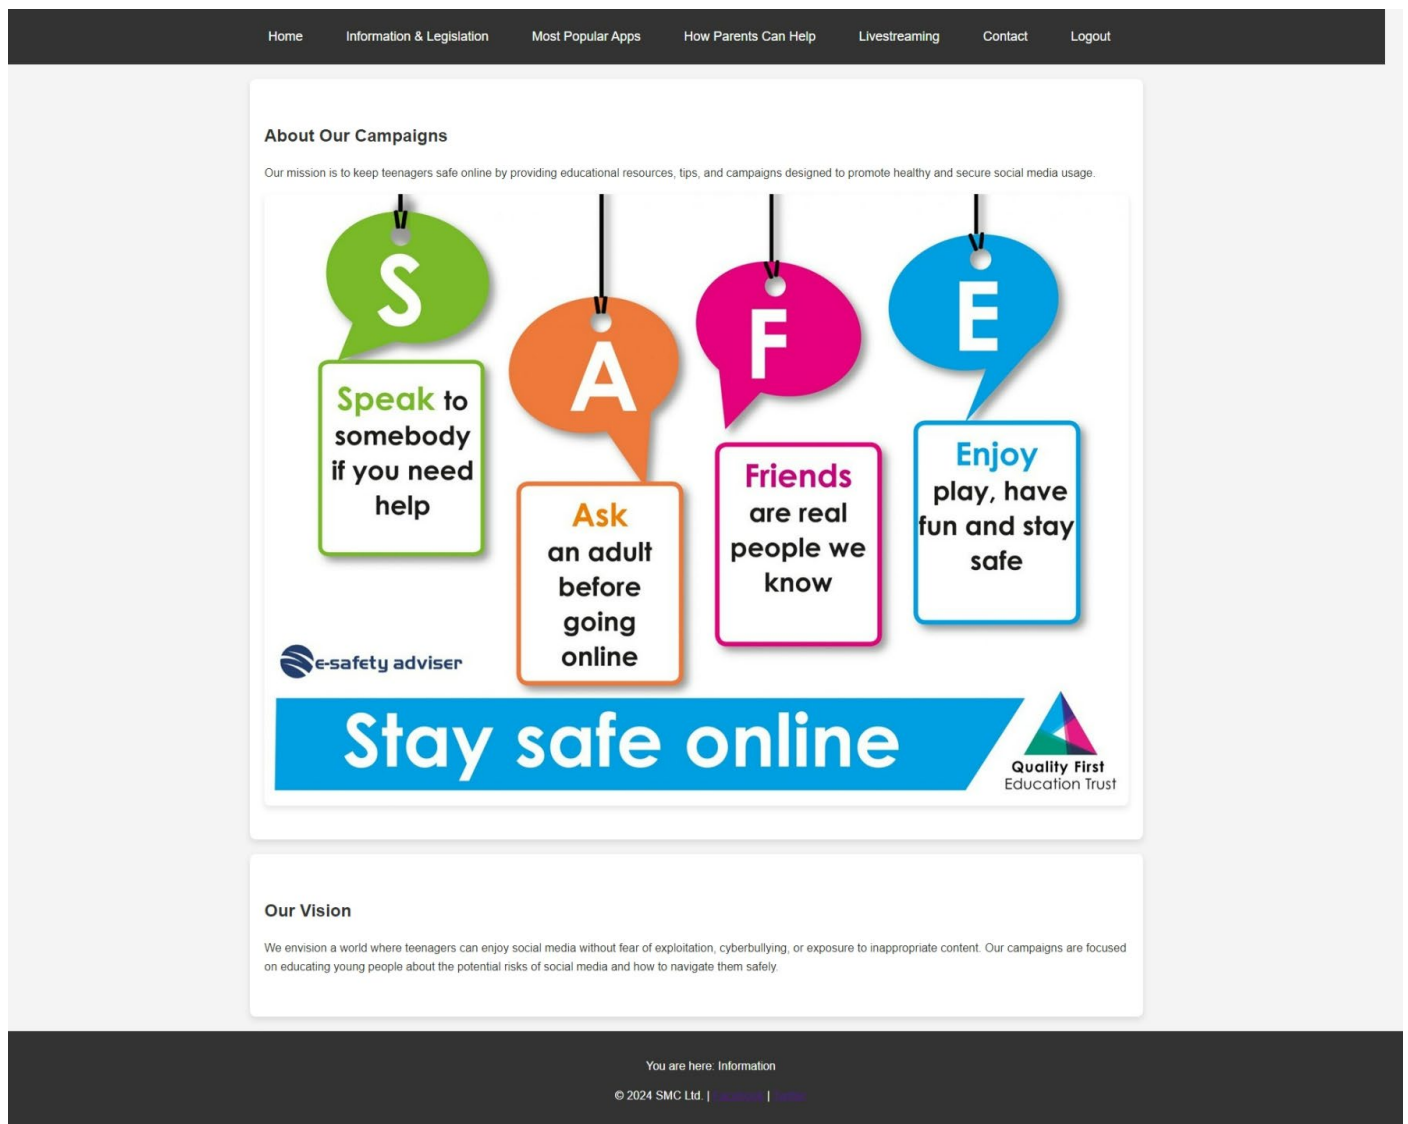 Home Information & Legislation Most Popular Apps How Parents Can Help Livestreaming Contact Logout
About Our Campaigns
Our mission is to keep teenagers safe online by providing educational resources, tips, and campaigns designed to promote healthy and secure social media usage.
S
Speak to
somebody
if you need
help
A
Ask
an adult
before
going
online
F
Friends
are real
people we
know
E
Enjoy
play, have
fun and stay
safe
e-safety adviser
Stay safe online
Quality First
Education Trust
Our Vision
We envision a world where teenagers can enjoy social media without fear of exploitation, cyberbullying, or exposure to inappropriate content. Our campaigns are focused
on educating young people about the potential risks of social media and how to navigate them safely.
You are here: Information
© 2024 SMC Ltd. | |